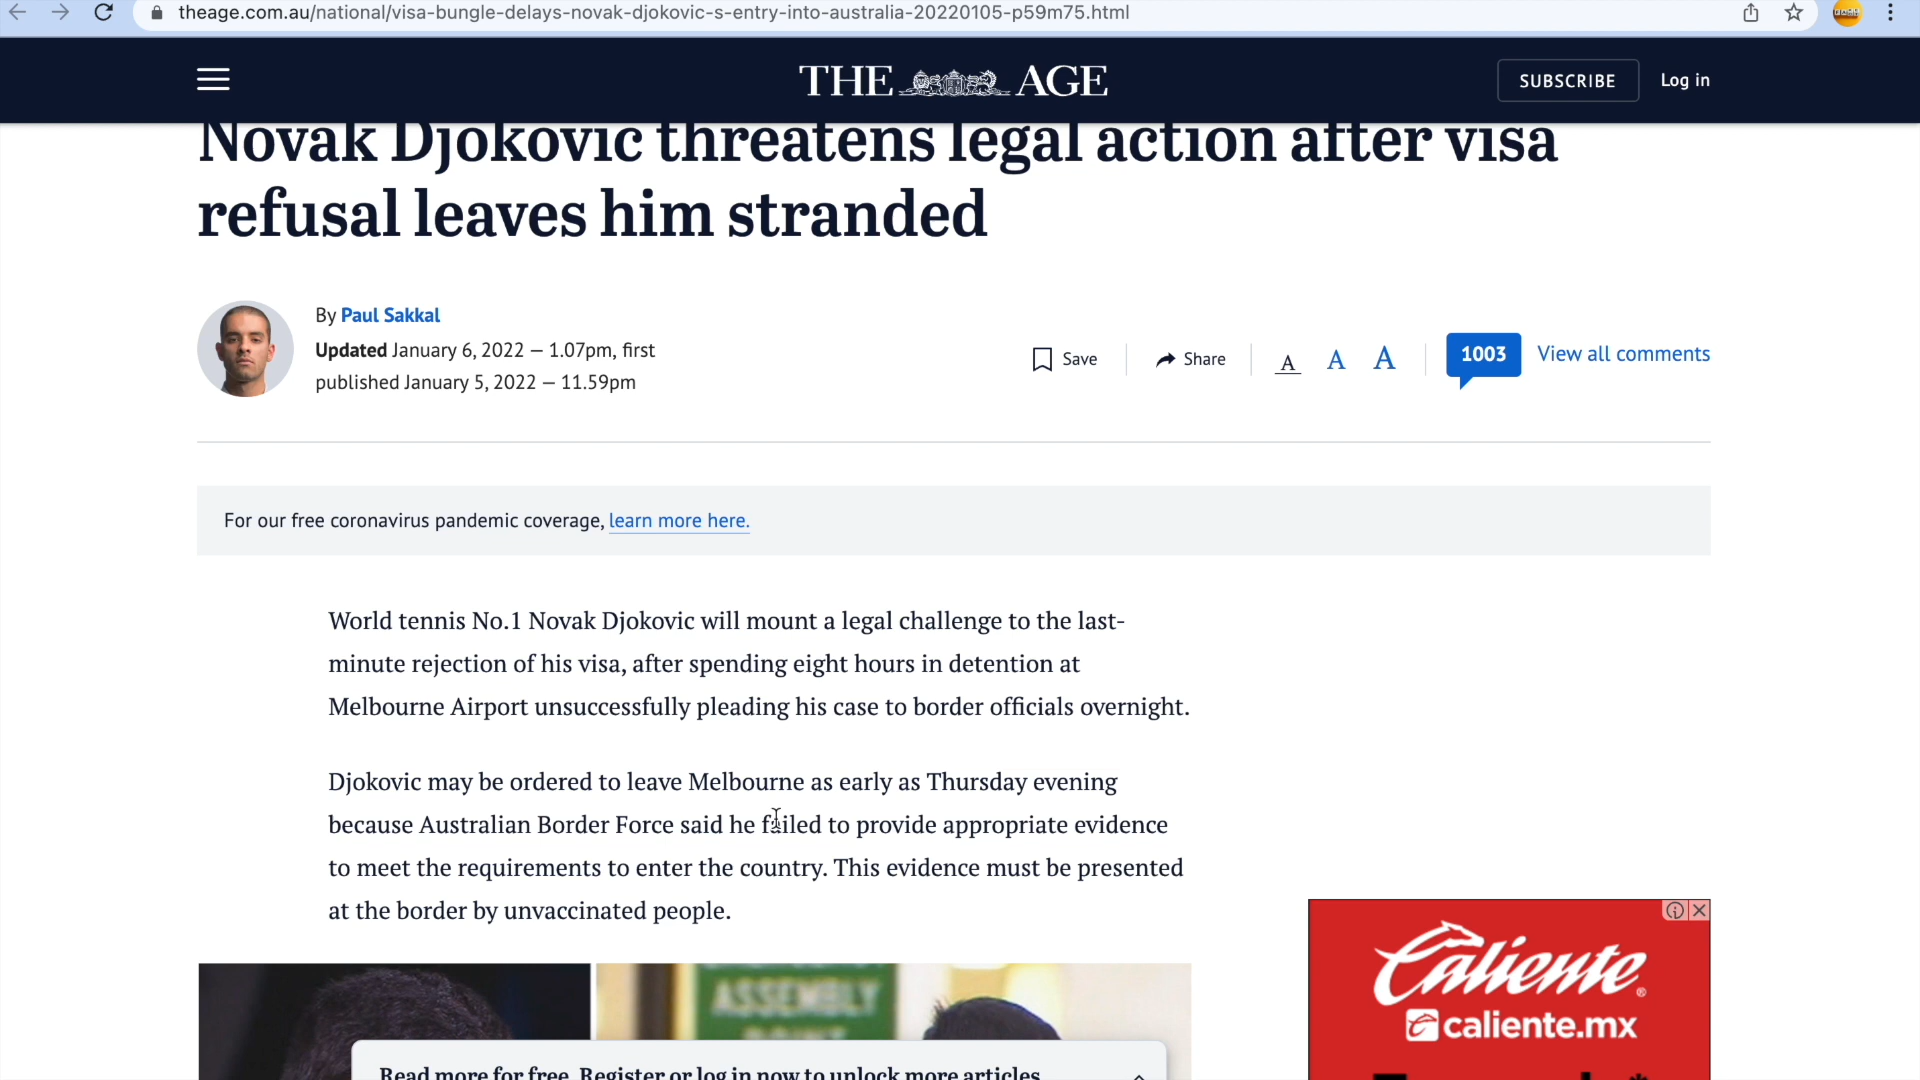 theage.com.au/national/visa-bungle-delays-novak-djokovic-s-entry-into-australia-20220105-p59m75.html
THE AGE
SUBSCRIBE
Log in
Novak Djokovic threatens legal action after visa
refusal leaves him stranded
By Paul Sakkal
Updated January 6, 2022 — 1.07pm, first
published January 5, 2022 — 11.59pm
Save
Share
A A A
1003
View all comments
For our free coronavirus pandemic coverage, learn more here.
World tennis No.1 Novak Djokovic will mount a legal challenge to the last-
minute rejection of his visa, after spending eight hours in detention at
Melbourne Airport unsuccessfully pleading his case to border officials overnight.
Djokovic may be ordered to leave Melbourne as early as Thursday evening
because Australian Border Force said he failed to provide appropriate evidence
to meet the requirements to enter the country. This evidence must be presented
at the border by unvaccinated people.
ASSEMBLY
POINT
Caliente®
caliente.mx
Read more for free. Register or log in now to unlock more articles.